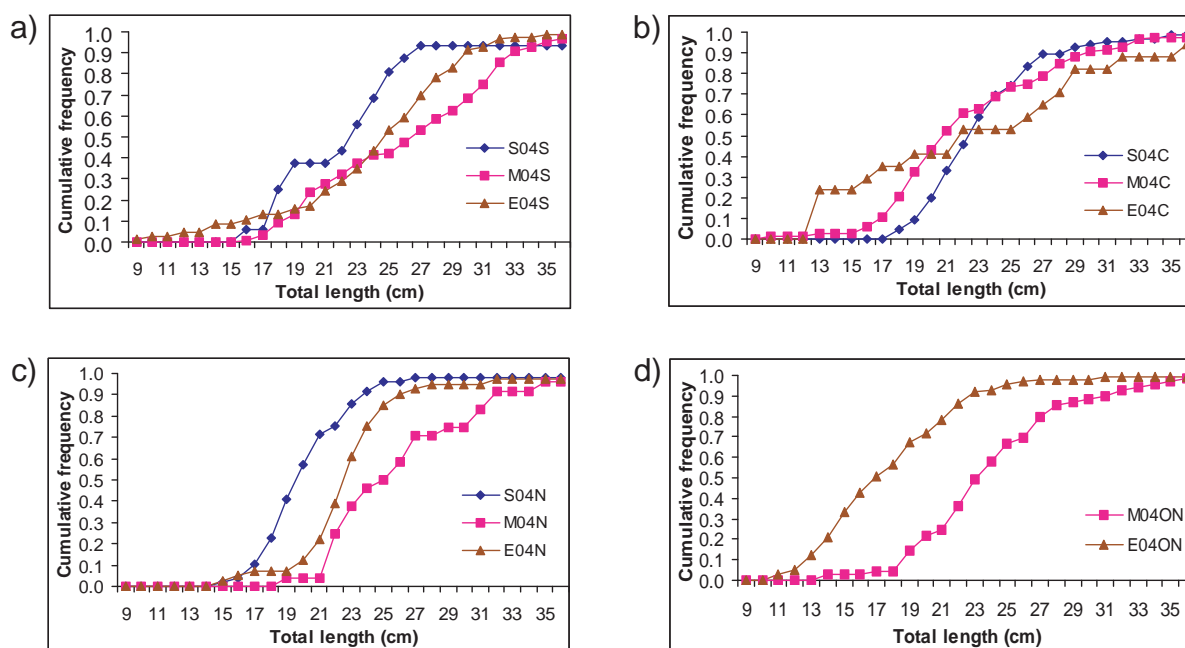 a)
Cumulative frequency
1.0
0.9
0.8
0.7
0.6
0.5
0.4
0.3
0.2
0.1
0.0
S04S
M04S
E04S
9 11 13 15 17 19 21 23 25 27 29 31 33 35
Total length (cm)
b)
Cumulative frequency
1.0
0.9
0.8
0.7
0.6
0.5
0.4
0.3
0.2
0.1
0.0
S04C
M04C
E04C
9 11 13 15 17 19 21 23 25 27 29 31 33 35
Total length (cm)
c)
Cumulative frequency
1.0
0.9
0.8
0.7
0.6
0.5
0.4
0.3
0.2
0.1
0.0
S04N
M04N
E04N
9 11 13 15 17 19 21 23 25 27 29 31 33 35
Total length (cm)
d)
Cumulative frequency
1.0
0.9
0.8
0.7
0.6
0.5
0.4
0.3
0.2
0.1
0.0
M04ON
E04ON
9 11 13 15 17 19 21 23 25 27 29 31 33 35
Total length (cm)